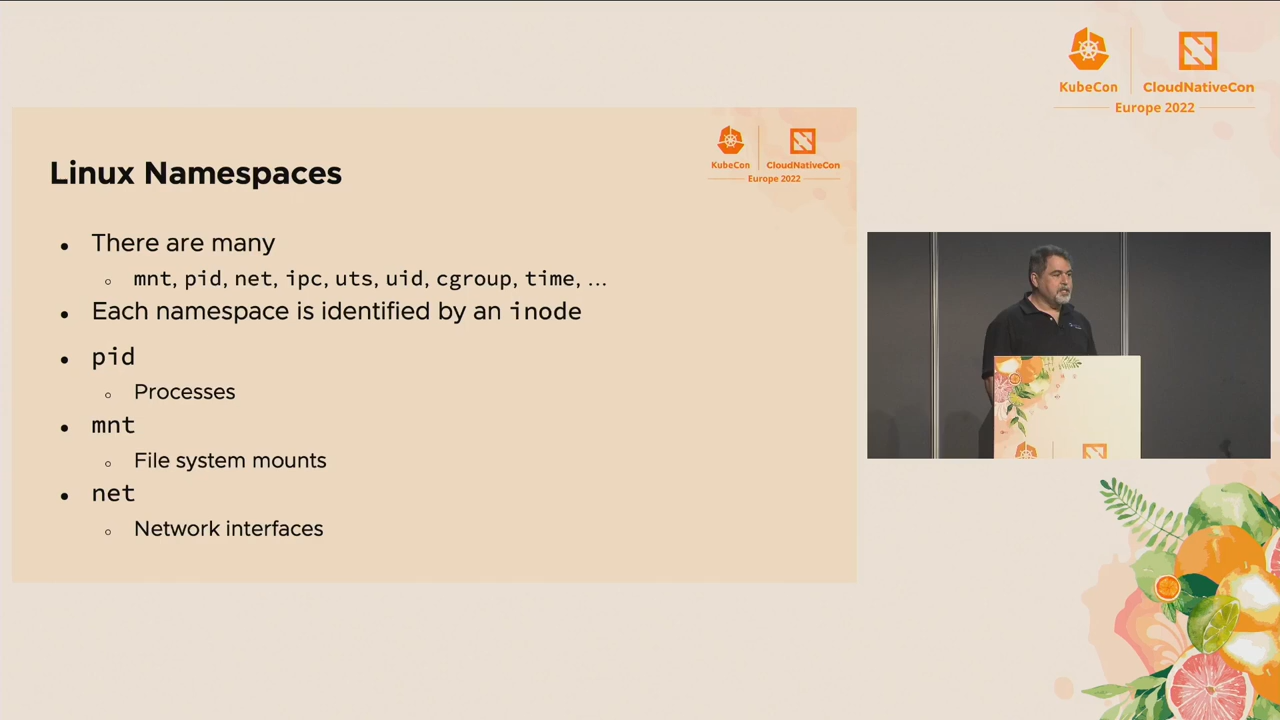 KubeCon
CloudNativeCon
Europe 2022
KubeCon
CloudNativeCon
Europe 2022
Linux Namespaces
• There are many
○ mnt, pid, net, ipc, uts, uid, cgroup, time, ...
• Each namespace is identified by an inode
• pid
○ Processes
• mnt
○ File system mounts
• net
○ Network interfaces